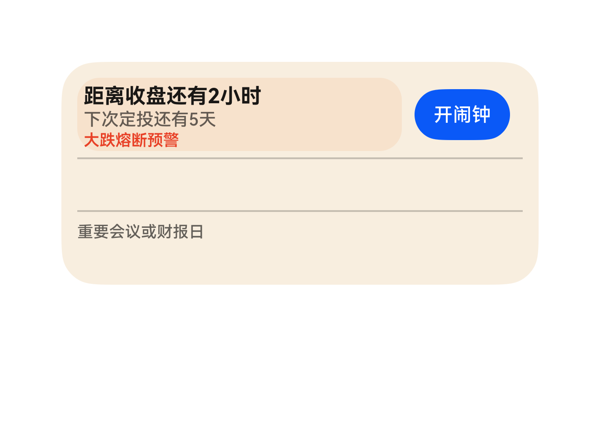 距离收盘还有2小时
下次定投还有5天
大跌熔断预警
开闹钟
重要会议或财报日